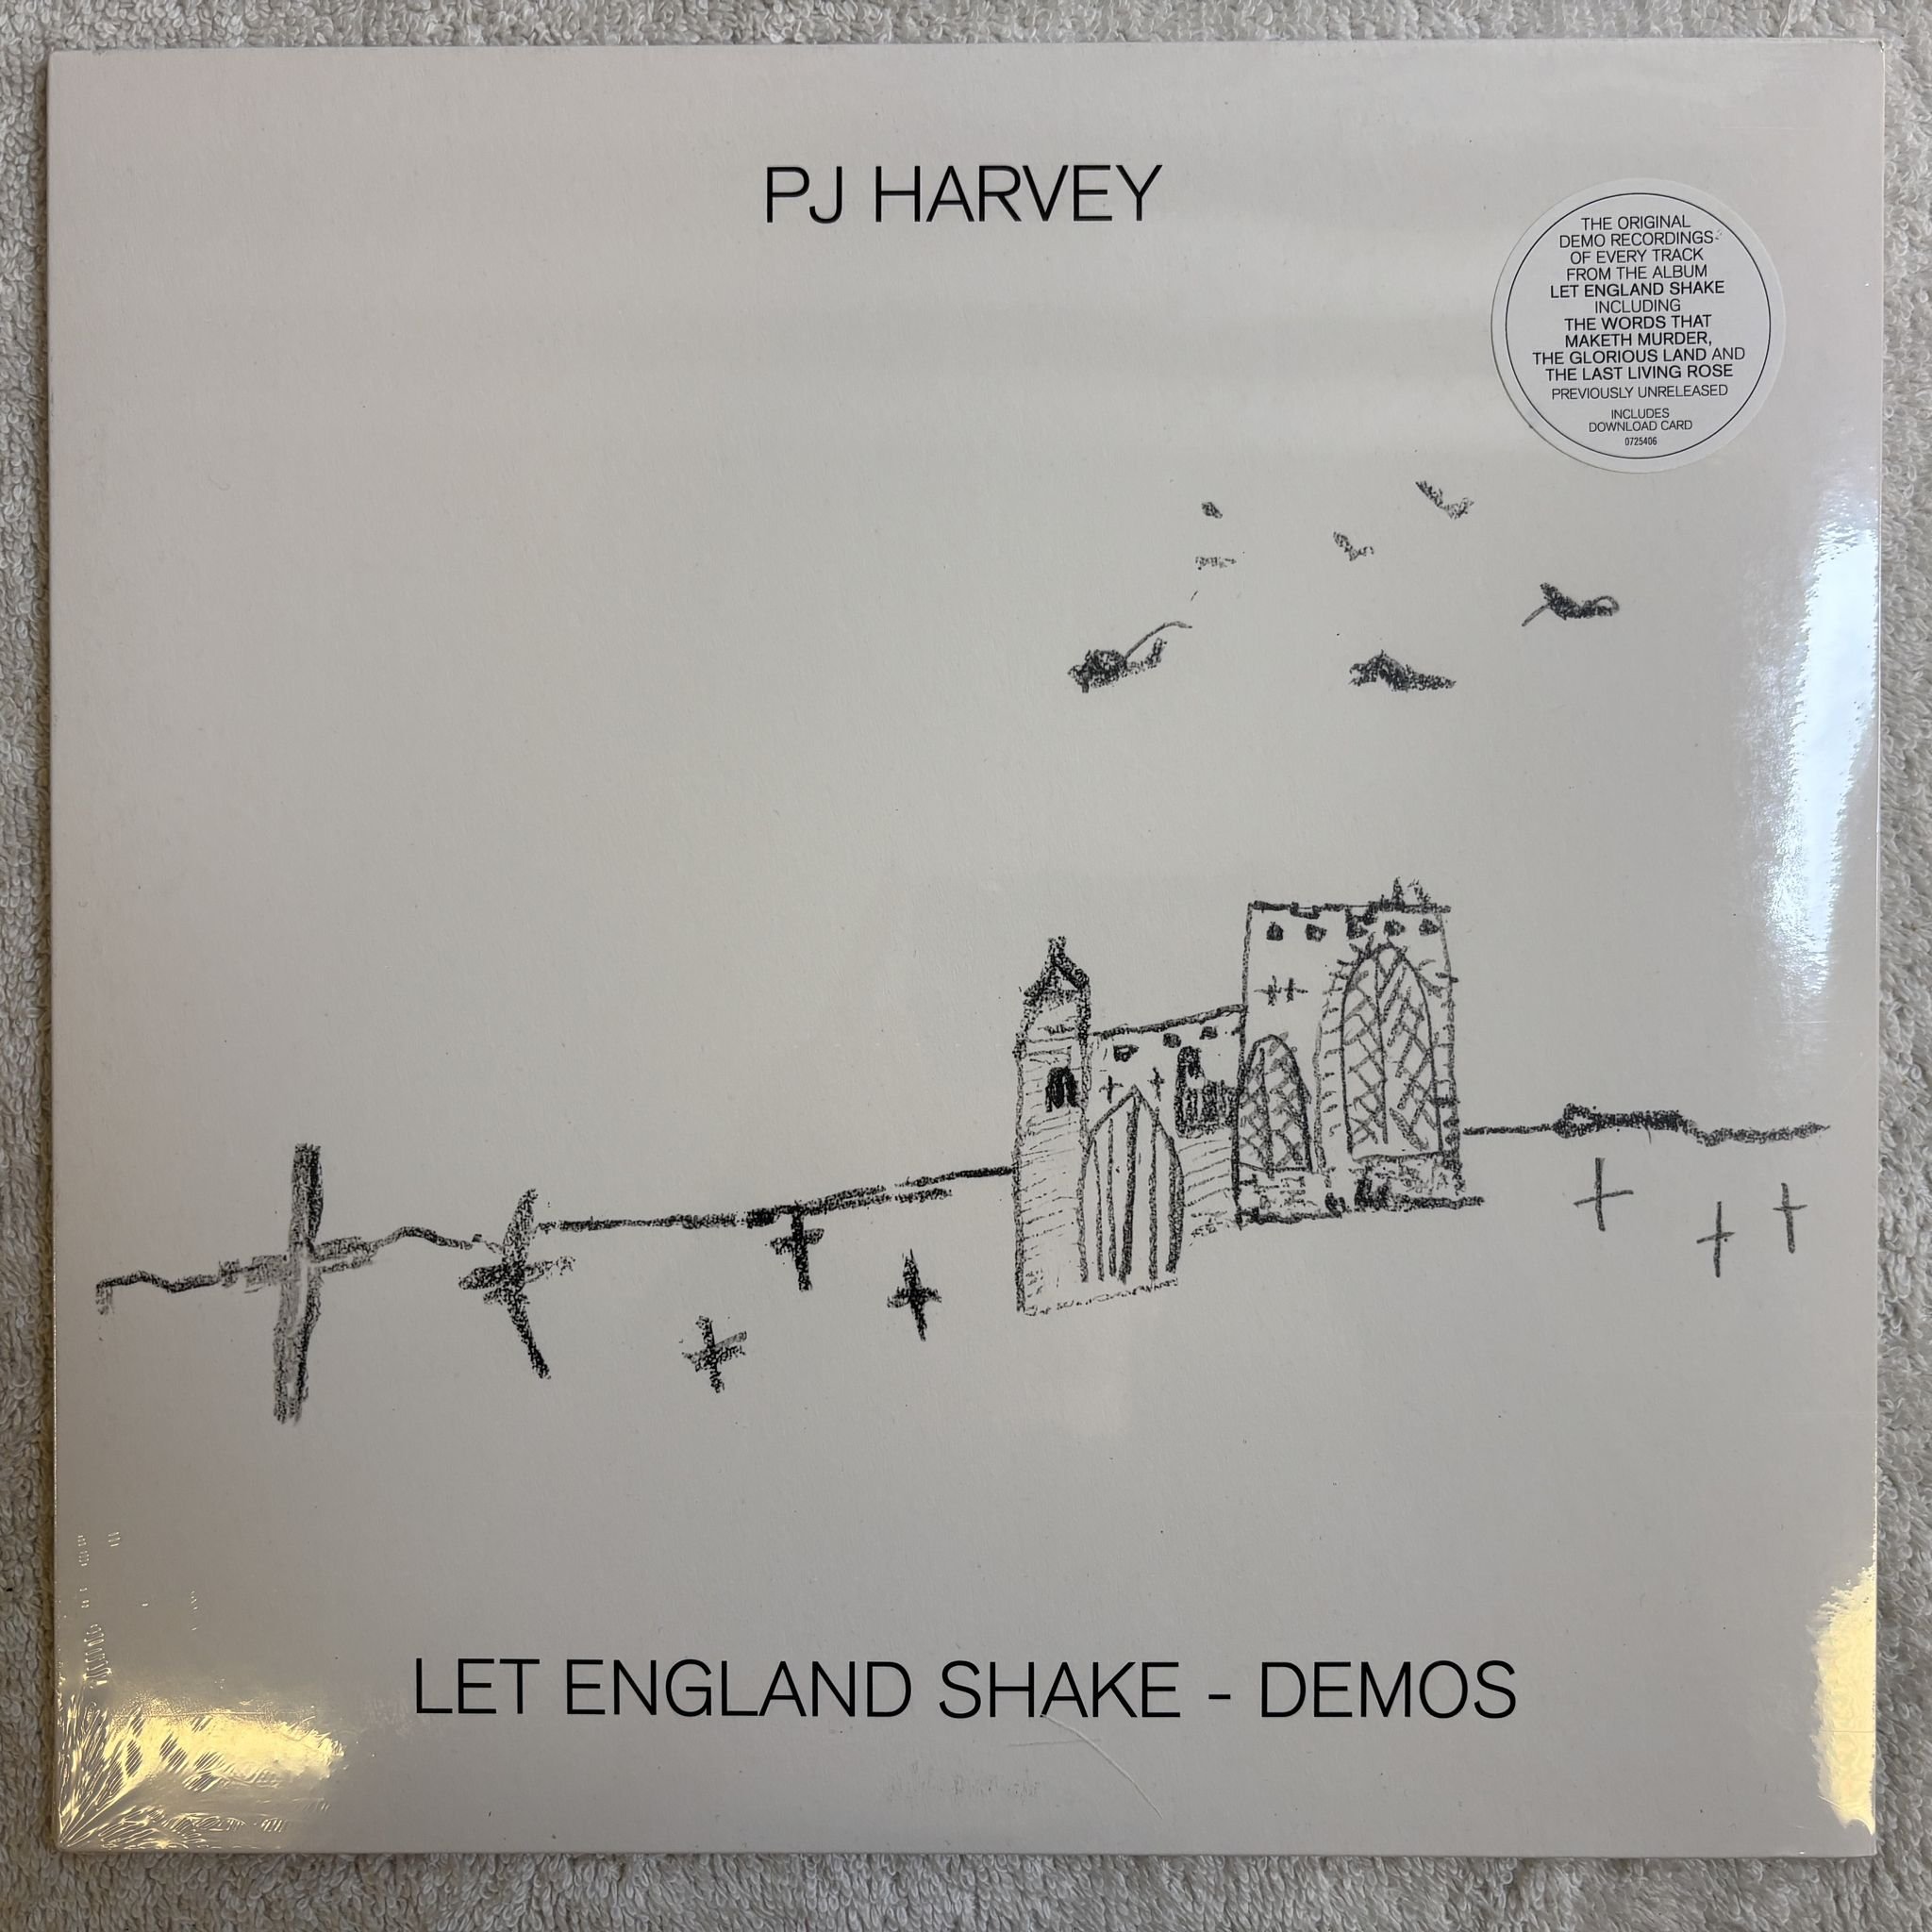 PJ HARVEY
THE ORIGINAL
DEMO RECORDINGS
OF EVERY TRACK
FROM THE ALBUM
LET ENGLAND SHAKE
INCLUDING
THE WORDS THAT
MAKETH MURDER,
THE GLORIOUS LAND AND
THE LAST LIVING ROSE
PREVIOUSLY UNRELEASED
INCLUDES
DOWNLOAD CARD
0725406
LET ENGLAND SHAKE - DEMOS